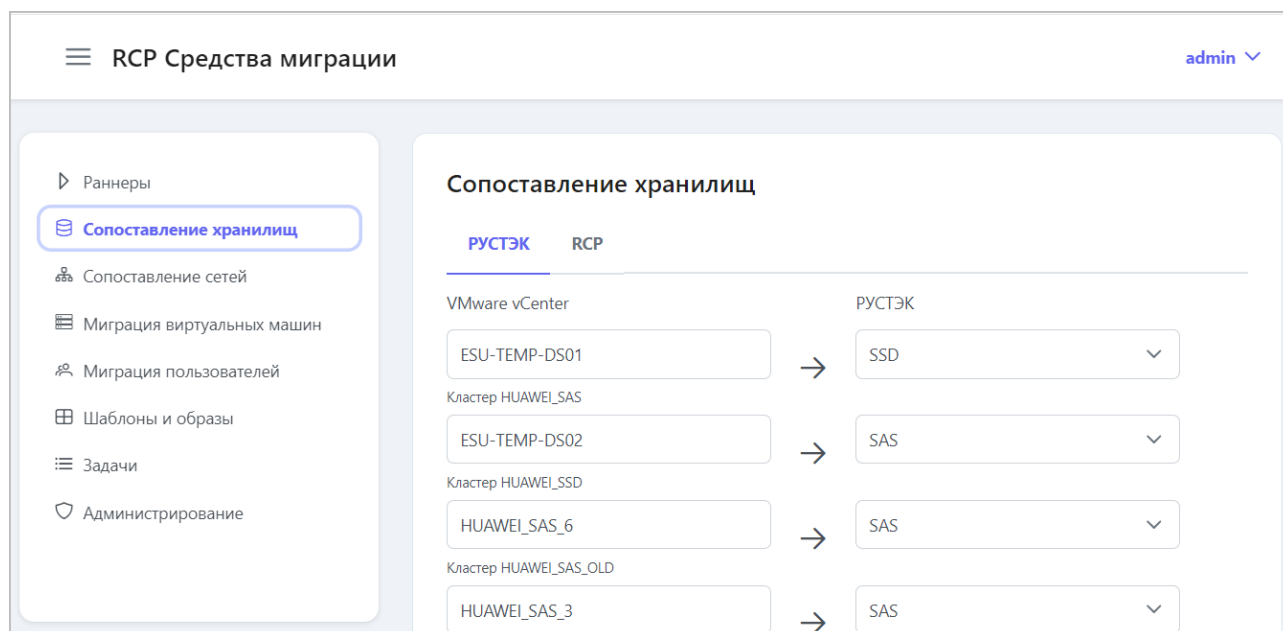 RCP Средства миграции
admin
Раннеры
Сопоставление хранилищ
Сопоставление сетей
Миграция виртуальных машин
Миграция пользователей
Шаблоны и образы
Задачи
Администрирование
Сопоставление хранилищ
РУСТЭК RCP
VMware vCenter РУСТЭК
ESU-TEMP-DS01 SSD
Кластер HUAWEI_SAS
ESU-TEMP-DS02 SAS
Кластер HUAWEI_SSD
HUAWEI_SAS_6 SAS
Кластер HUAWEI_SAS_OLD
HUAWEI_SAS_3 SAS